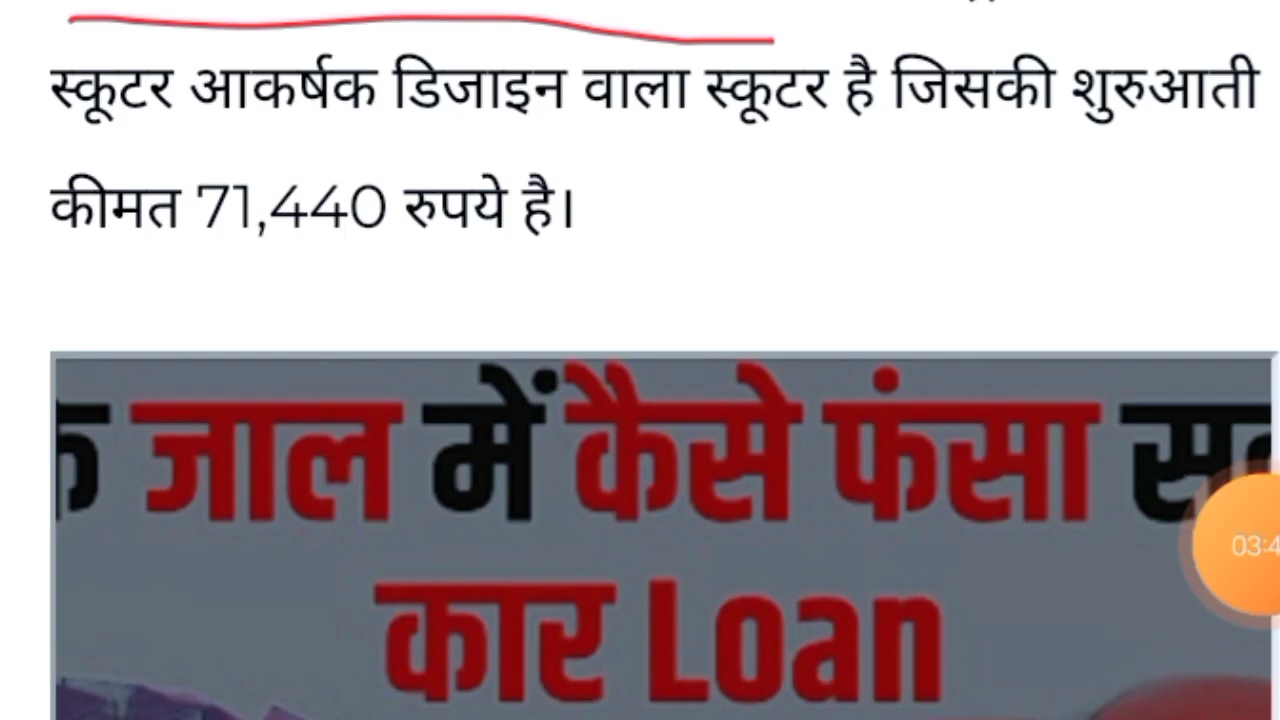 स्कूटर आकर्षक डिजाइन वाला स्कूटर है जिसकी शुरुआती
कीमत 71,440 रुपये है।
जाल में कैसे फंसा
कार Loan